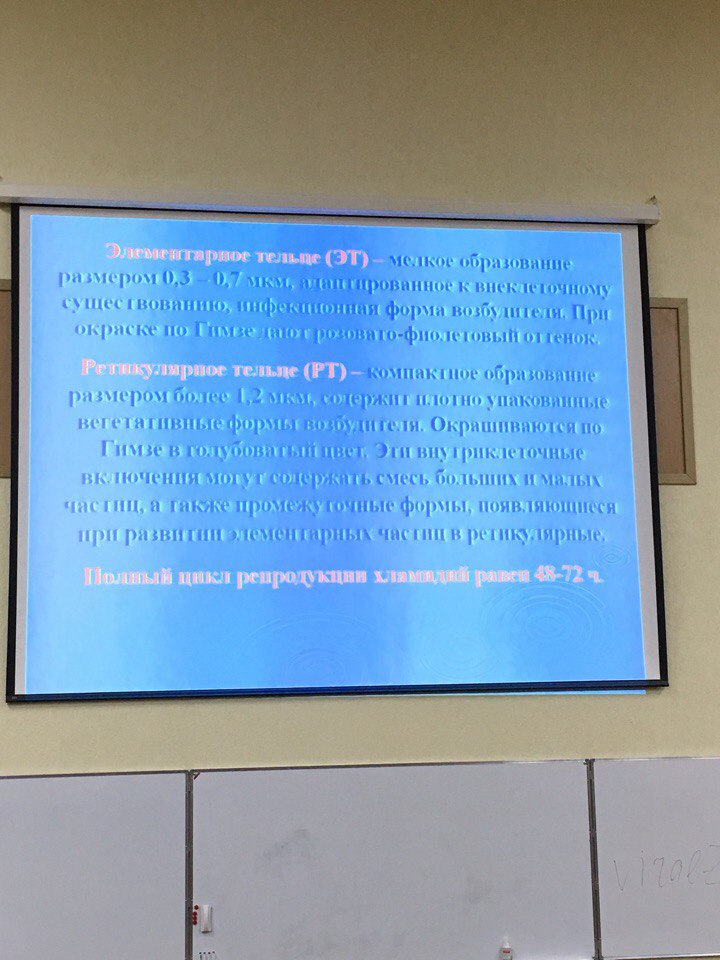 Элементарное тельце (ЭТ) – мелкое образование
размером 0,3 – 0,7 мкм, адаптированное к внеклеточному
существованию, инфекционная форма возбудителя. При
окраске по Гимзе дают розовато-фиолетовый оттенок.
Ретикулярное тельце (РТ) – компактное образование
размером более 1,2 мкм, содержит плотно упакованные
вегетативные формы возбудителя. Окрашиваются по
Гимзе в голубоватый цвет. Эти внутриклеточные
включения могут содержать смесь больших и малых
частиц, а также промежуточные формы, появляющиеся
при развитии элементарных частиц в ретикулярные.
Полный цикл репродукции хламидий равен 48-72 ч.